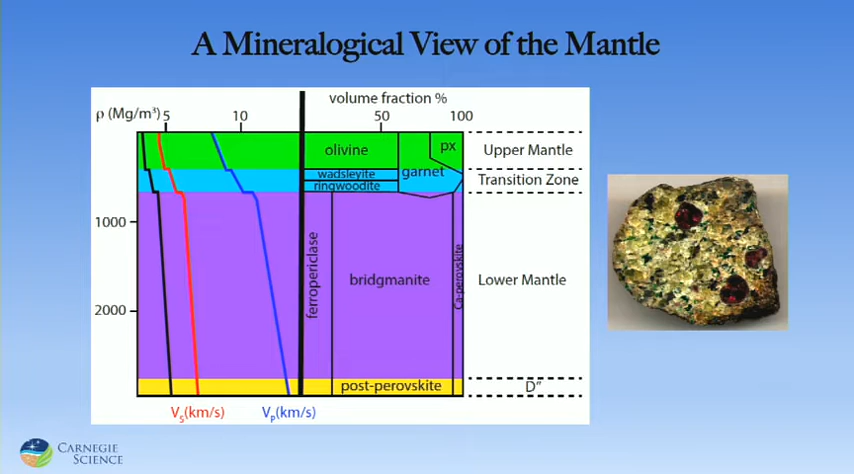 A Mineralogical View of the Mantle
volume fraction %
ρ (Mg/m³) 5 10 50 100
olivine
px
garnet
wadsleyite
ringwoodite
Upper Mantle
Transition Zone
1000
2000
ferropericlase
bridgmanite
Ca-perovskite
Lower Mantle
post-perovskite
D"
Vs(km/s)
Vp(km/s)
CARNEGIE
SCIENCE